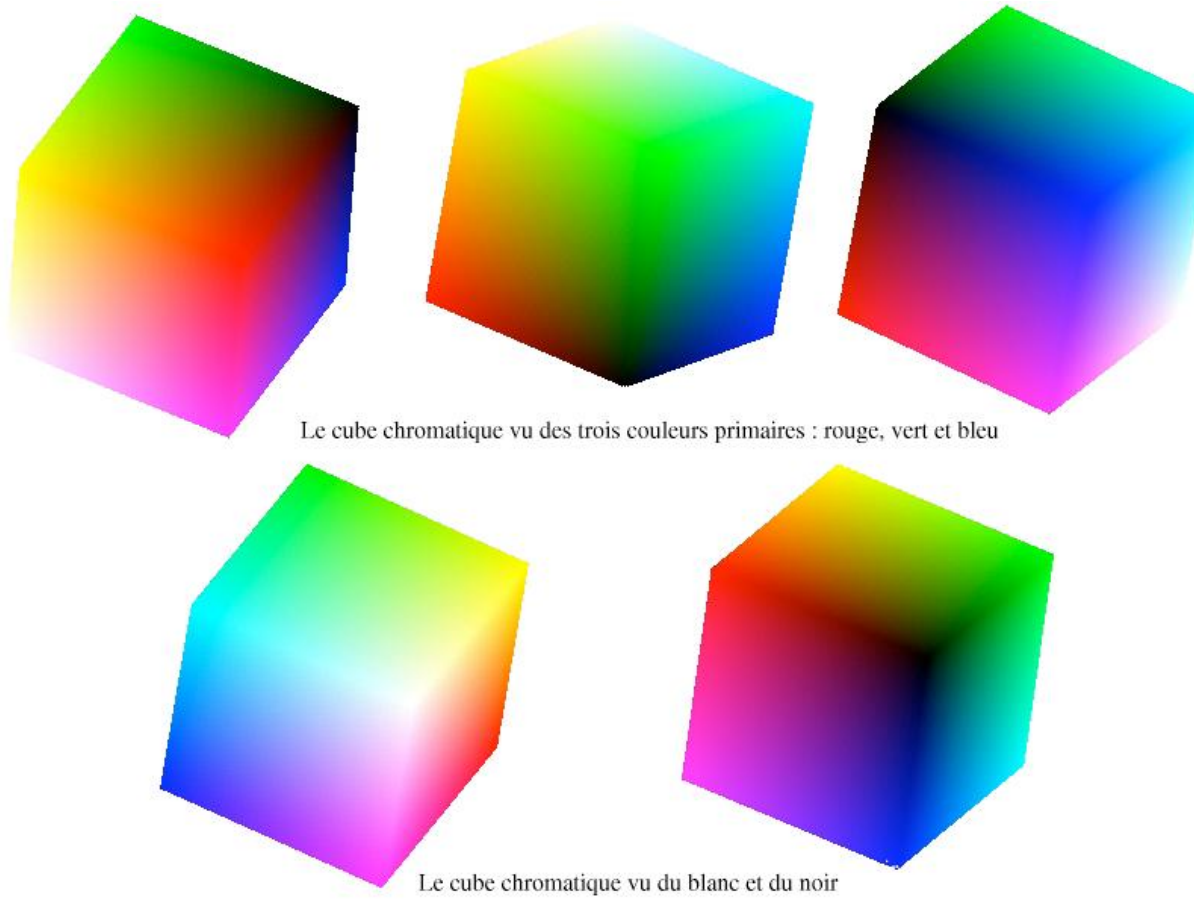 Le cube chromatique vu des trois couleurs primaires : rouge, vert et bleu
Le cube chromatique vu du blanc et du noir